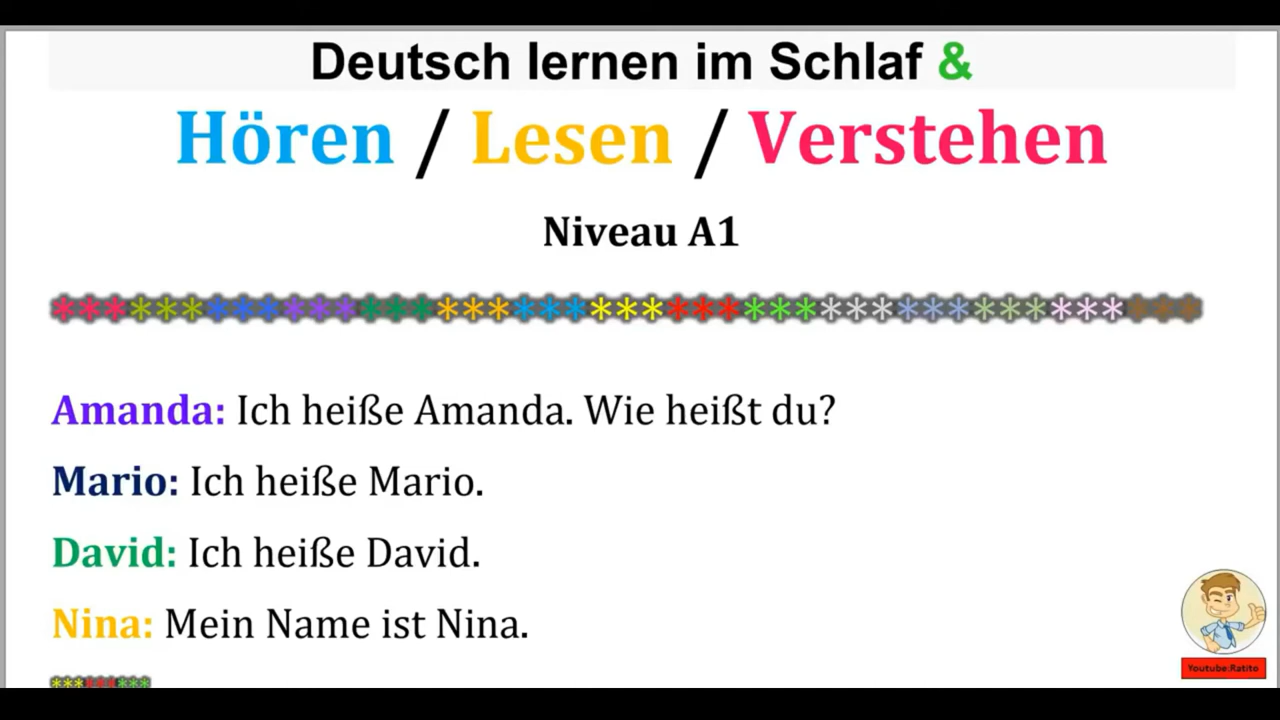 Deutsch lernen im Schlaf &
Hören / Lesen / Verstehen
Niveau A1
*********************************************
Amanda: Ich heiße Amanda. Wie heißt du?
Mario: Ich heiße Mario.
David: Ich heiße David.
Nina: Mein Name ist Nina.
*********
Youtube:Ratito